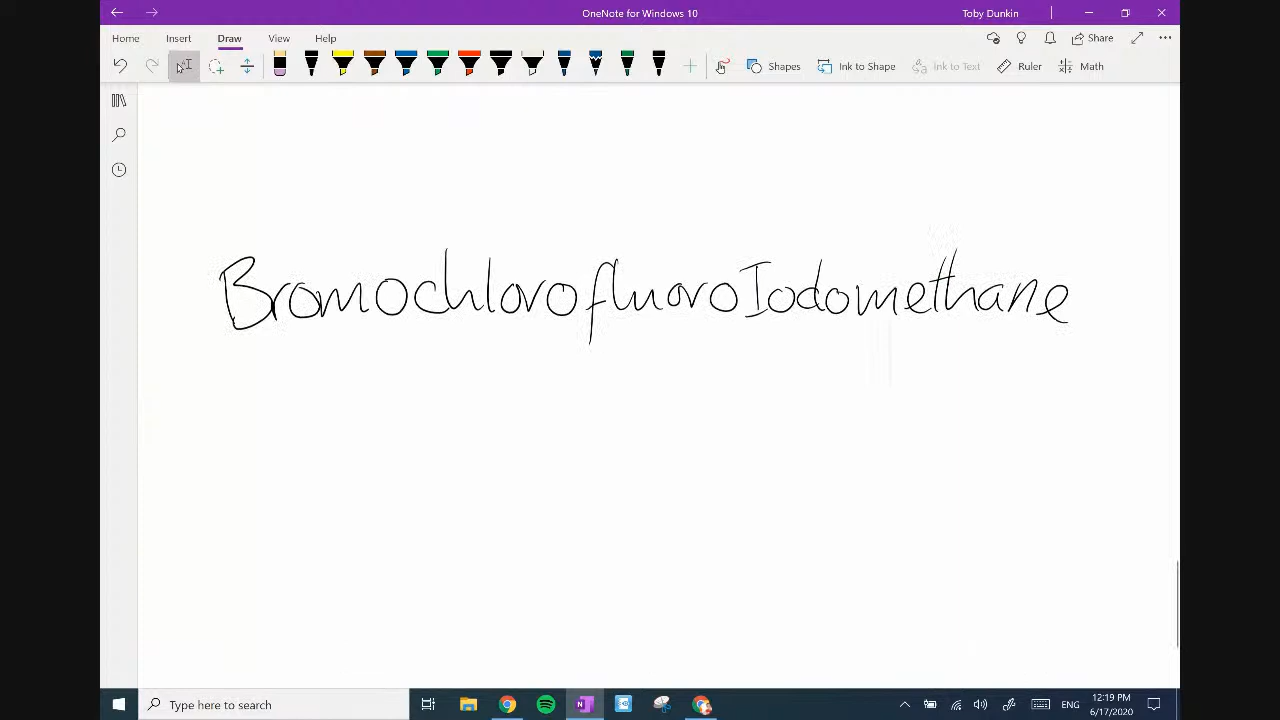 OneNote for Windows 10 Toby Dunkin
Home Insert Draw View Help Share
Shapes Ink to Shape Ink to Text Ruler Math
BromochlorofluoroIodomethane
Type here to search
ENG 12:19 PM
6/17/2020